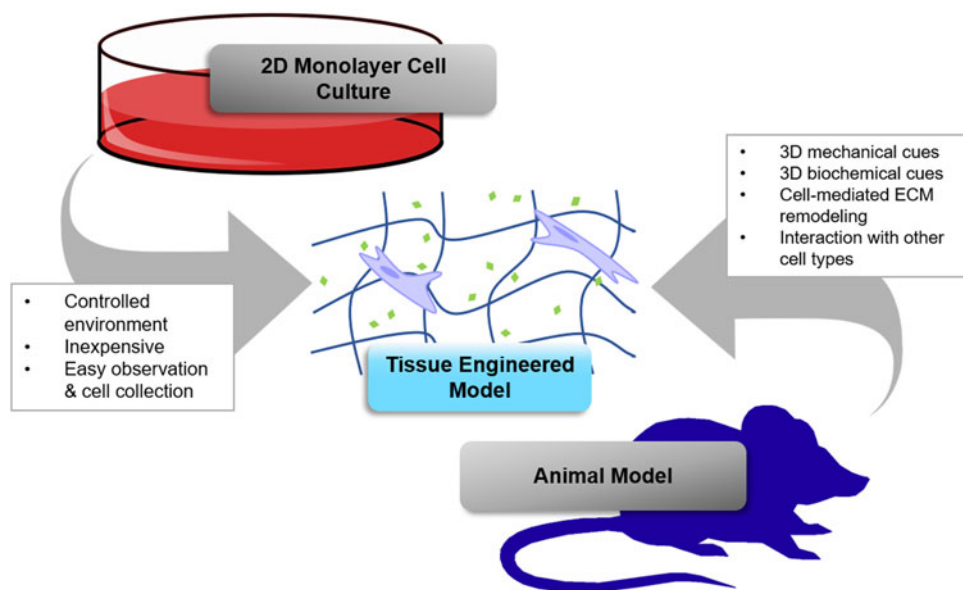 2D Monolayer Cell
Culture
• 3D mechanical cues
• 3D biochemical cues
• Cell-mediated ECM
remodeling
• Interaction with other
cell types
• Controlled
environment
• Inexpensive
• Easy observation
& cell collection
Tissue Engineered
Model
Animal Model